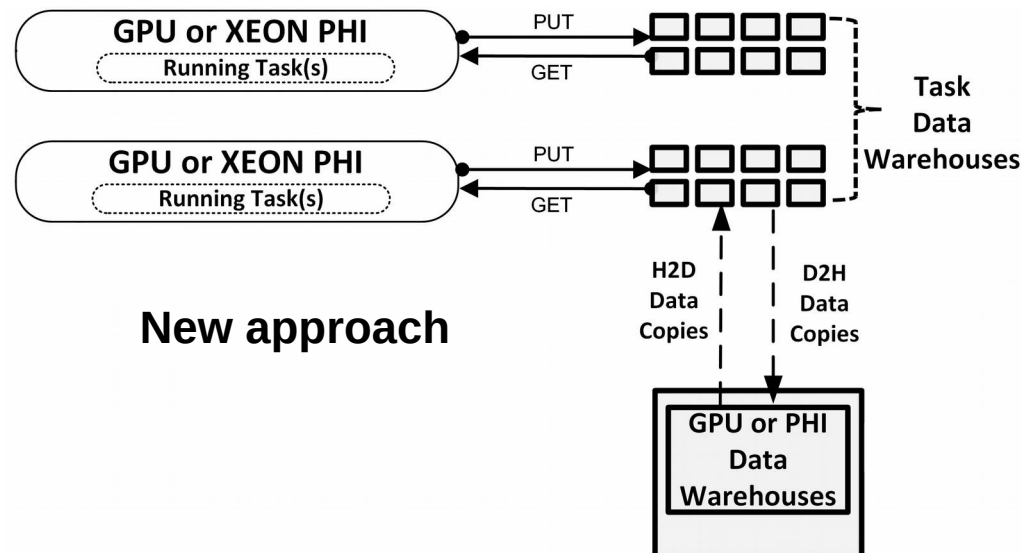 GPU or XEON PHI
Running Task(s)
PUT
GET
Task
Data
Warehouses
GPU or XEON PHI
Running Task(s)
PUT
GET
H2D
Data
Copies
D2H
Data
Copies
New approach
GPU or PHI
Data
Warehouses